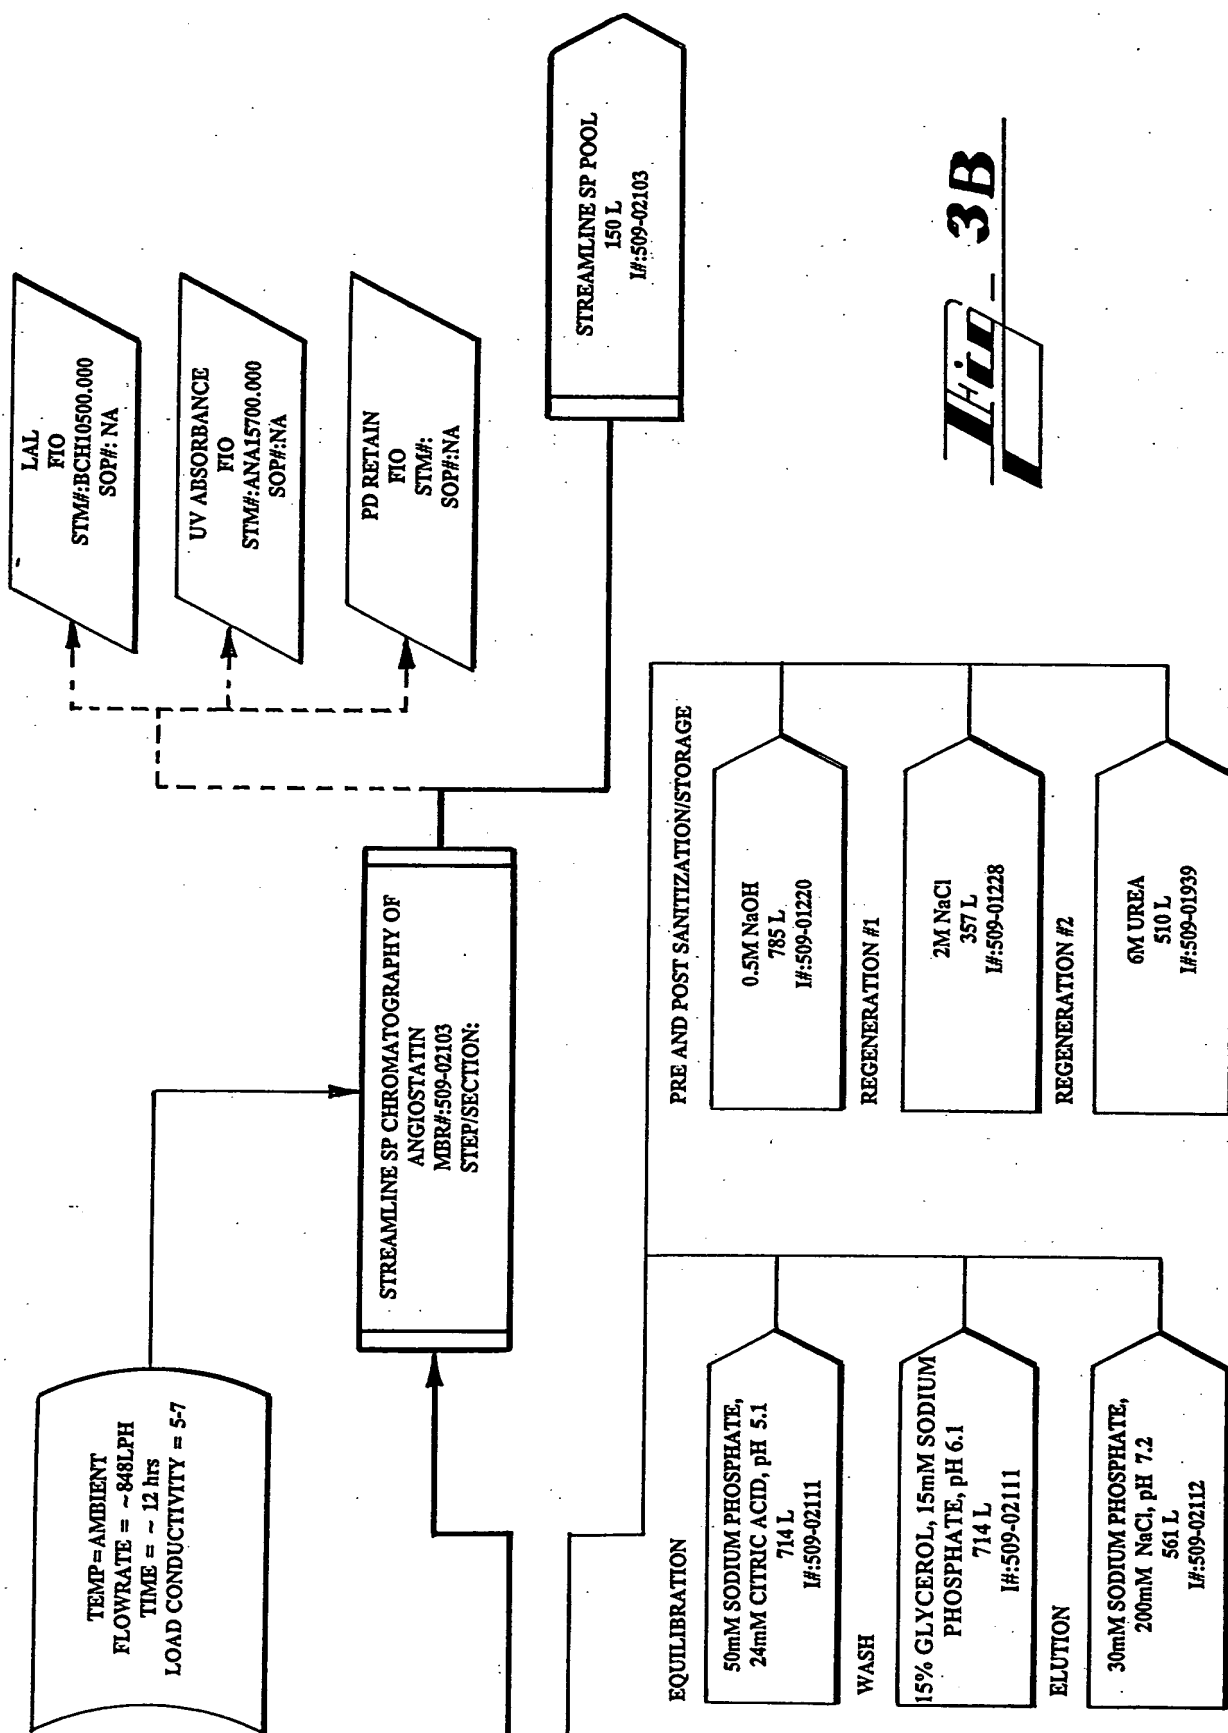 TEMP=AMBIENT
FLOWRATE = ~848LPH
TIME = ~ 12 hrs
LOAD CONDUCTIVITY = 5-7
LAL
FIO
STM#:BCH10500.000
SOP#: NA
UV ABSORBANCE
FIO
STM#:ANA15700.000
SOP#:NA
PD RETAIN
FIO
STM#:
SOP#:NA
STREAMLINE SP CHROMATOGRAPHY OF
ANGIOSTATIN
MBR#:509-02103
STEP/SECTION:
STREAMLINE SP POOL
150 L
I#:509-02103
EQUILIBRATION
50mM SODIUM PHOSPHATE,
24mM CITRIC ACID, pH 5.1
714 L
I#:509-02111
WASH
15% GLYCEROL, 15mM SODIUM
PHOSPHATE, pH 6.1
714 L
I#:509-02111
ELUTION
30mM SODIUM PHOSPHATE,
200mM NaCl, pH 7.2
561 L
I#:509-02112
PRE AND POST SANITIZATION/STORAGE
0.5M NaOH
785 L
I#:509-01220
REGENERATION #1
2M NaCl
357 L
I#:509-01228
REGENERATION #2
6M UREA
510 L
I#:509-01939
Fig_ 3B